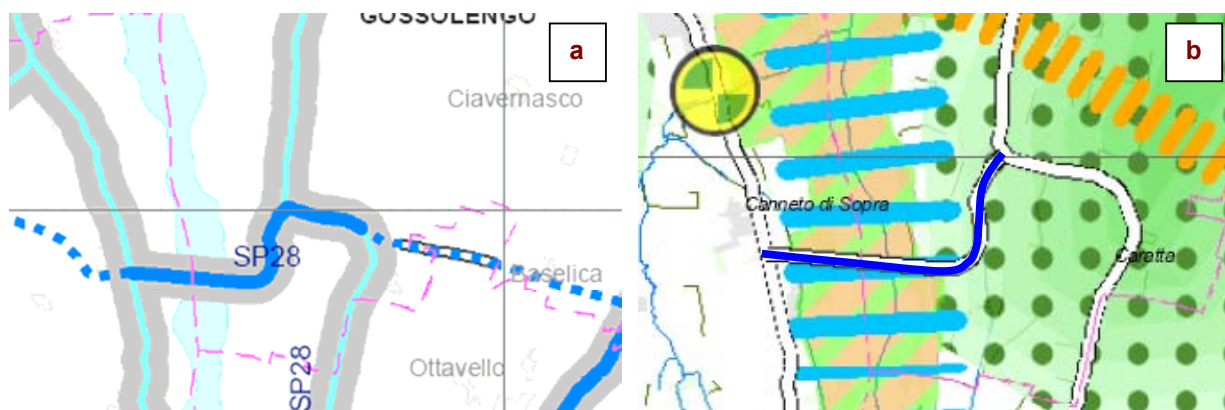 GOSSOLENGO
a
Ciavernasco
SP28
Baselica
Ottavello
SP28
b
Canneto di Sopra
Caratta